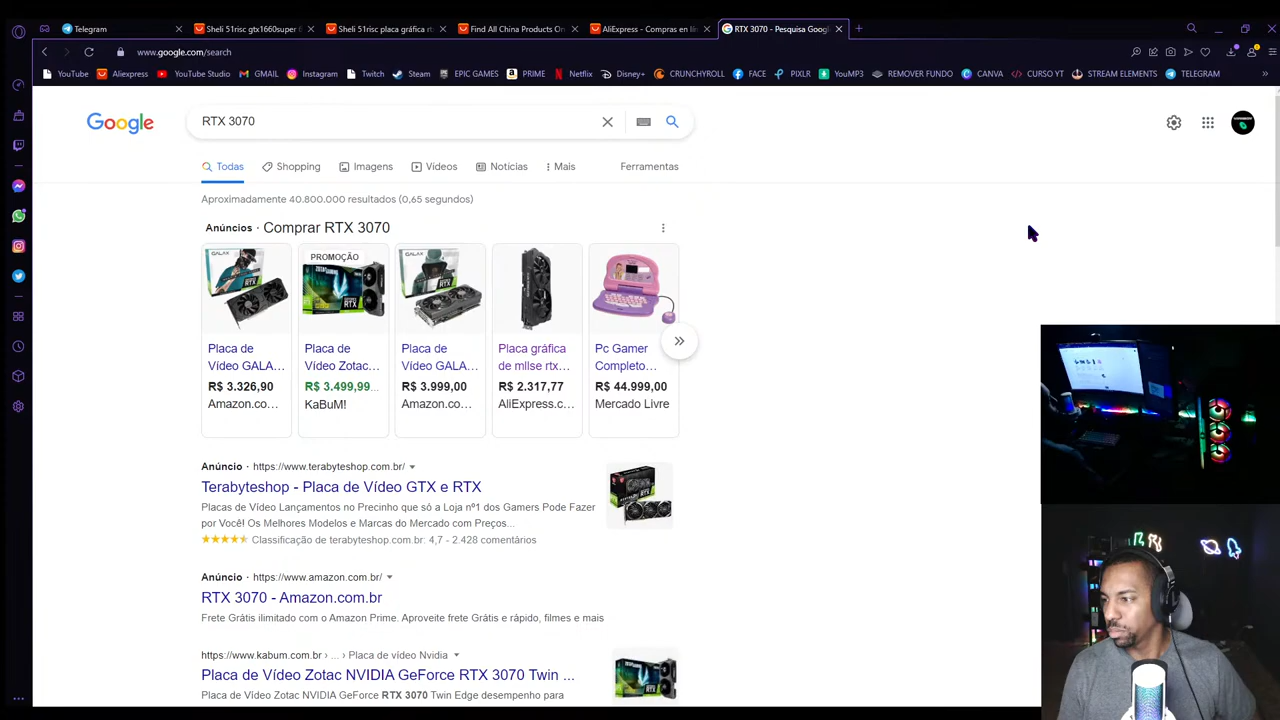 Telegram
Sheli 51risc gtx1660super 6
Sheli 51risc placa gráfica rt
Find All China Products On
AliExpress - Compras en lín
RTX 3070 - Pesquisa Goog
www.google.com/search
YouTube
Aliexpress
YouTube Studio
GMAIL
Instagram
Twitch
Steam
EPIC GAMES
PRIME
Netflix
Disney+
CRUNCHYROLL
FACE
PIXLR
YouMP3
REMOVER FUNDO
CANVA
CURSO YT
STREAM ELEMENTS
TELEGRAM
Google
RTX 3070
Todas
Shopping
Imagens
Vídeos
Notícias
Mais
Ferramentas
Aproximadamente 40.800.000 resultados (0,65 segundos)
Anúncios · Comprar RTX 3070
PROMOÇÃO
Placa de
Vídeo GALA...
R$ 3.326,90
Amazon.co...
Placa de
Vídeo Zotac...
R$ 3.499,99...
KaBuM!
Placa de
Vídeo GALA...
R$ 3.999,00
Amazon.co...
Placa gráfica
de mllse rtx...
R$ 2.317,77
AliExpress.c...
Pc Gamer
Completo...
R$ 44.999,00
Mercado Livre
Anúncio · https://www.terabyteshop.com.br/
Terabyteshop - Placa de Vídeo GTX e RTX
Placas de Vídeo Lançamentos no Precinho que só a Loja nº1 dos Gamers Pode Fazer
por Você! Os Melhores Modelos e Marcas do Mercado com Preços...
Classificação de terabyteshop.com.br: 4,7 - 2.428 comentários
Anúncio · https://www.amazon.com.br/
RTX 3070 - Amazon.com.br
Frete Grátis ilimitado com o Amazon Prime. Aproveite frete Grátis e rápido, filmes e mais
https://www.kabum.com.br › ... › Placa de vídeo Nvidia
Placa de Vídeo Zotac NVIDIA GeForce RTX 3070 Twin ...
Placa de Vídeo Zotac NVIDIA GeForce RTX 3070 Twin Edge desempenho para